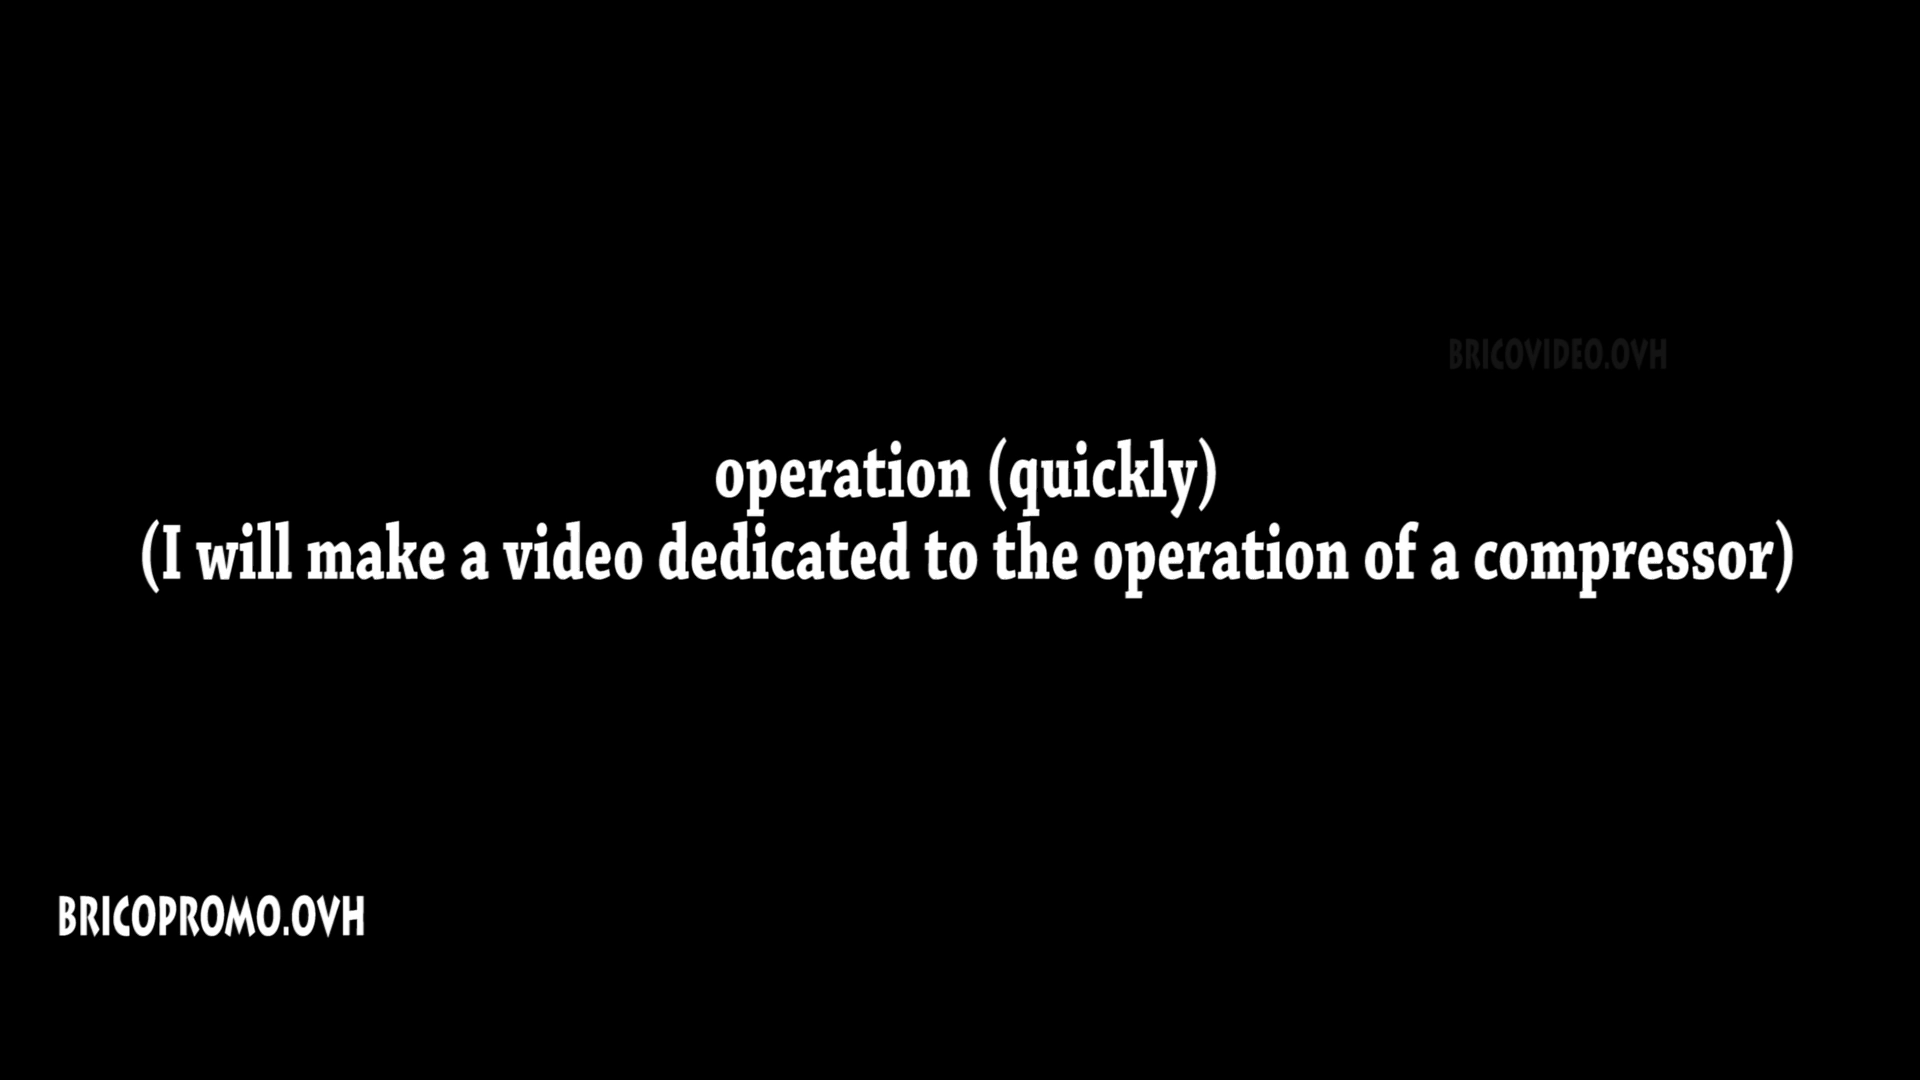 BRICOVIDEO.OVH
operation (quickly)
(I will make a video dedicated to the operation of a compressor)
BRICOPROMO.OVH